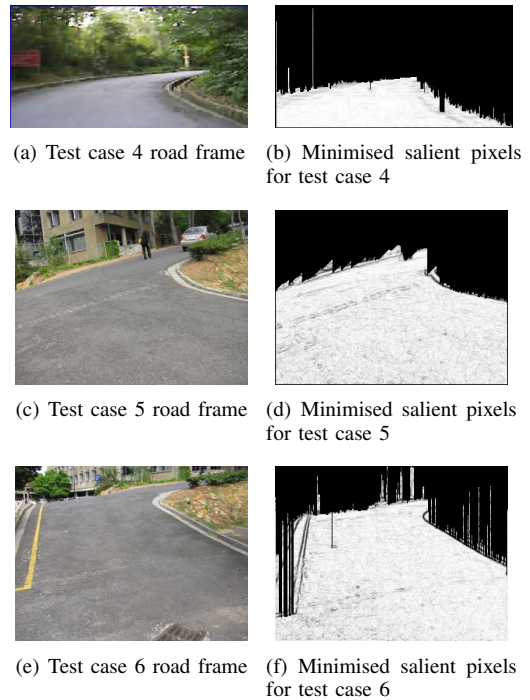 (a) Test case 4 road frame
(b) Minimised salient pixels
for test case 4
(c) Test case 5 road frame
(d) Minimised salient pixels
for test case 5
(e) Test case 6 road frame
(f) Minimised salient pixels
for test case 6